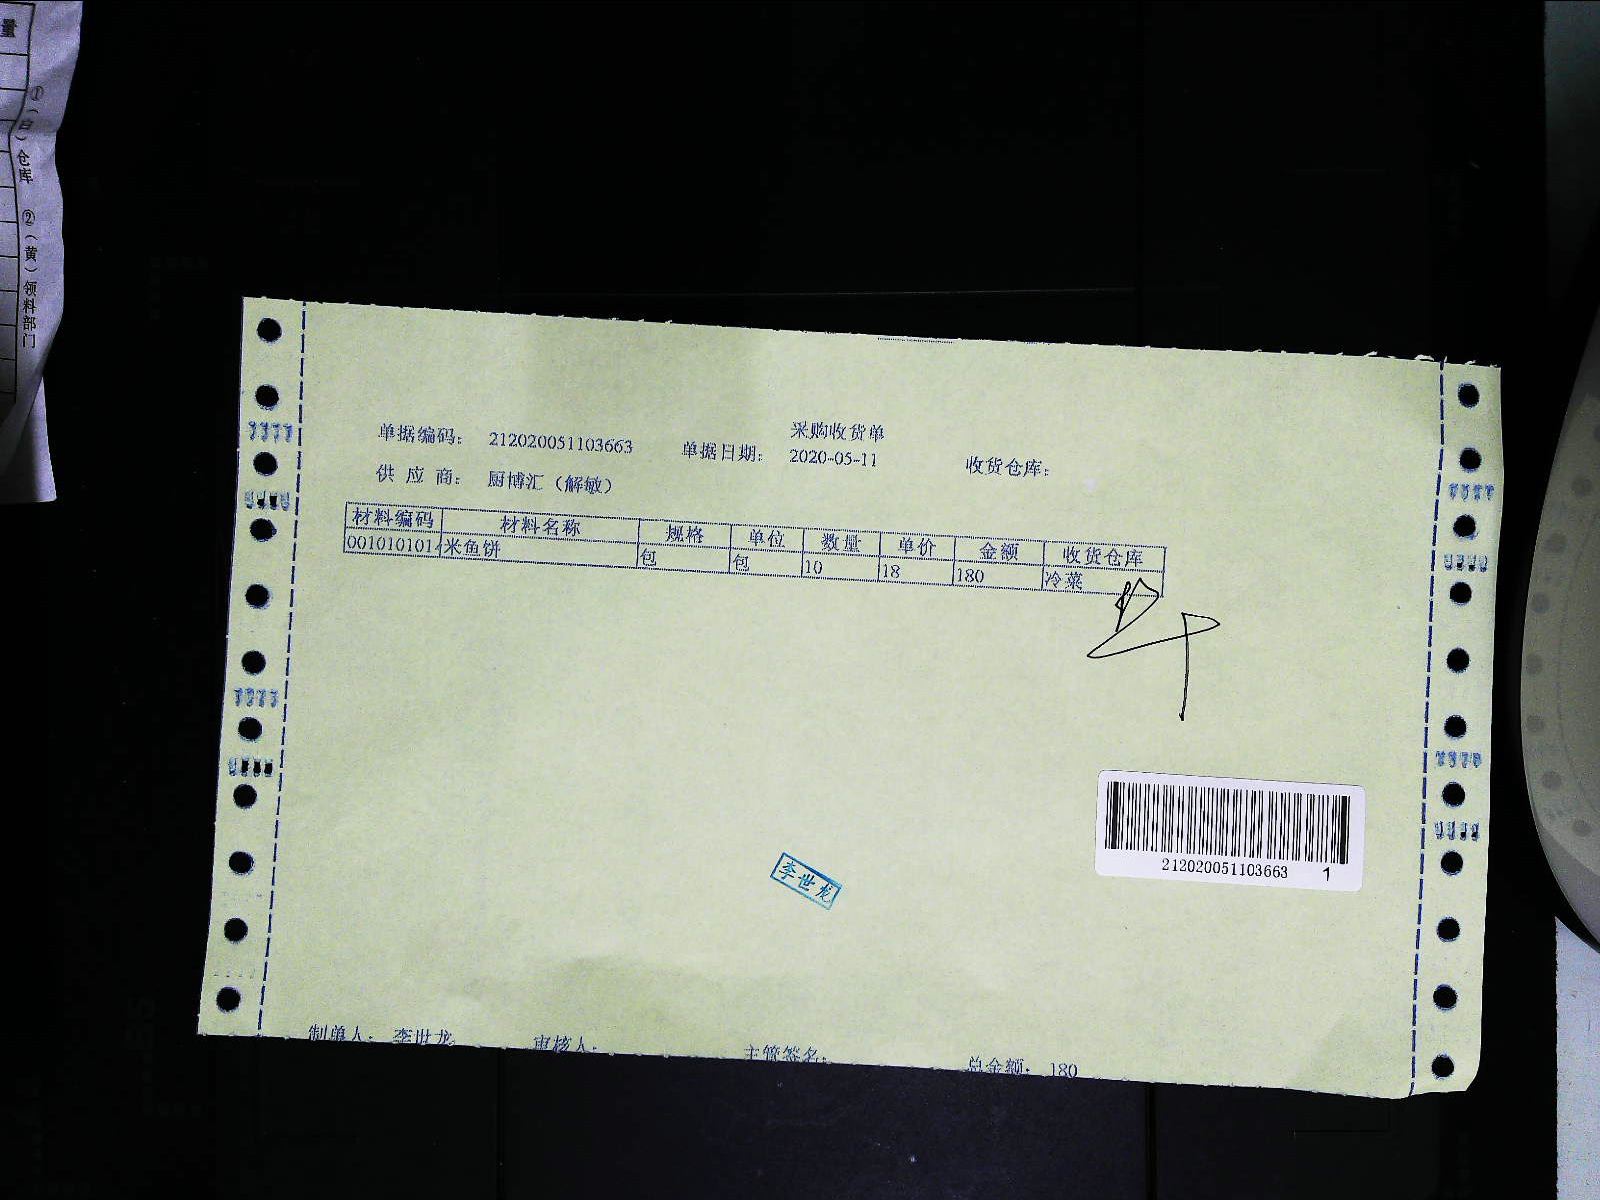 量
①（白）仓库 ②（黄）领料部门
采购收货单
单据编码： 212020051103663 单据日期： 2020-05-11 收货仓库：
供 应 商： 厨博汇（解敏）
材料编码 材料名称 规格 单位 数量 单价 金额 收货仓库
0010101014 米鱼饼 包 包 10 18 180 冷菜
212020051103663 1
李世龙
制单人： 李世龙 审核人： 主管签名： 总金额： 180